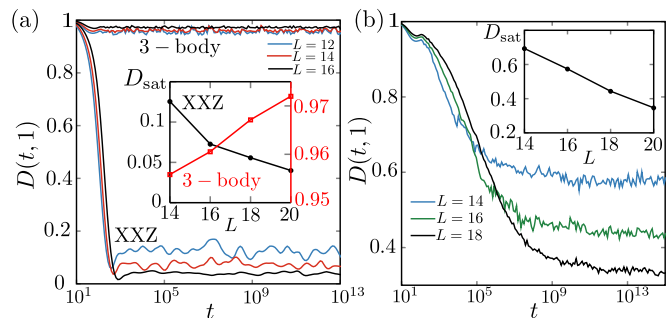 (a)
1
0.8
0.6
0.4
0.2
0
D(t, 1)
3 − body
L = 12
L = 14
L = 16
D_sat
XXZ
0.1
0.05
0
0.97
0.96
0.95
3 − body
14 16 18 20
L
XXZ
10^1 10^5 10^9 10^13
t
(b)
1
0.8
0.6
0.4
D(t, 1)
D_sat
0.8
0.6
0.4
0.2
14 16 18 20
L
L = 14
L = 16
L = 18
10^1 10^5 10^9 10^13
t